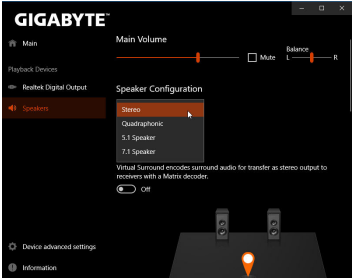 GIGABYTE™
Main
Playback Devices
Realtek Digital Output
Speakers
Device advanced settings
Information
Main Volume
Mute
Balance
L R
Speaker Configuration
Stereo
Quadraphonic
5.1 Speaker
7.1 Speaker
Virtual Surround encodes surround audio for transfer as stereo output to
receivers with a Matrix decoder.
Off